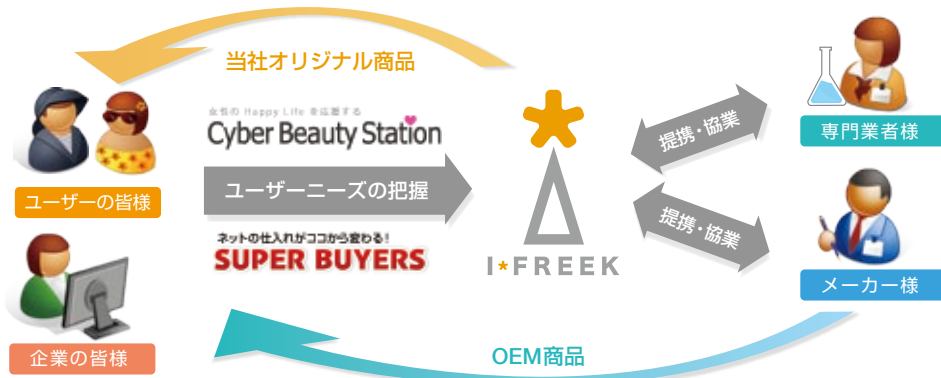 当社オリジナル商品
女性の Happy Life を応援する
Cyber Beauty Station
ユーザーの皆様
ユーザーニーズの把握
ネットの仕入れがココから変わる!
SUPER BUYERS
企業の皆様
I*FREEK
提携・協業
専門業者様
提携・協業
メーカー様
OEM商品